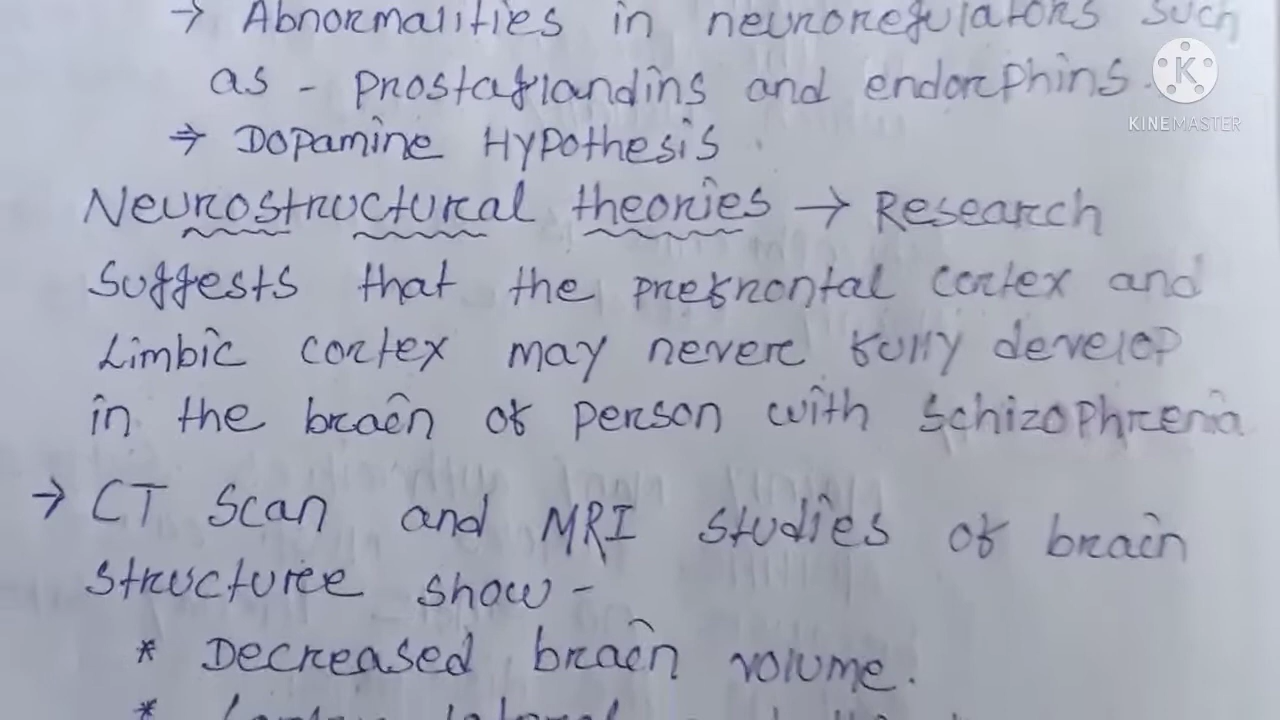 → Abnormalities in neuroregulators such
as - prostaglandins and endorphins.
→ Dopamine Hypothesis.
Neurostructural theories → Research
suggests that the prefrontal cortex and
Limbic cortex may never fully develop
in the brain of person with schizophrenia
→ CT Scan and MRI studies of brain
structure show -
* Decreased brain volume.
*
K
KINEMASTER